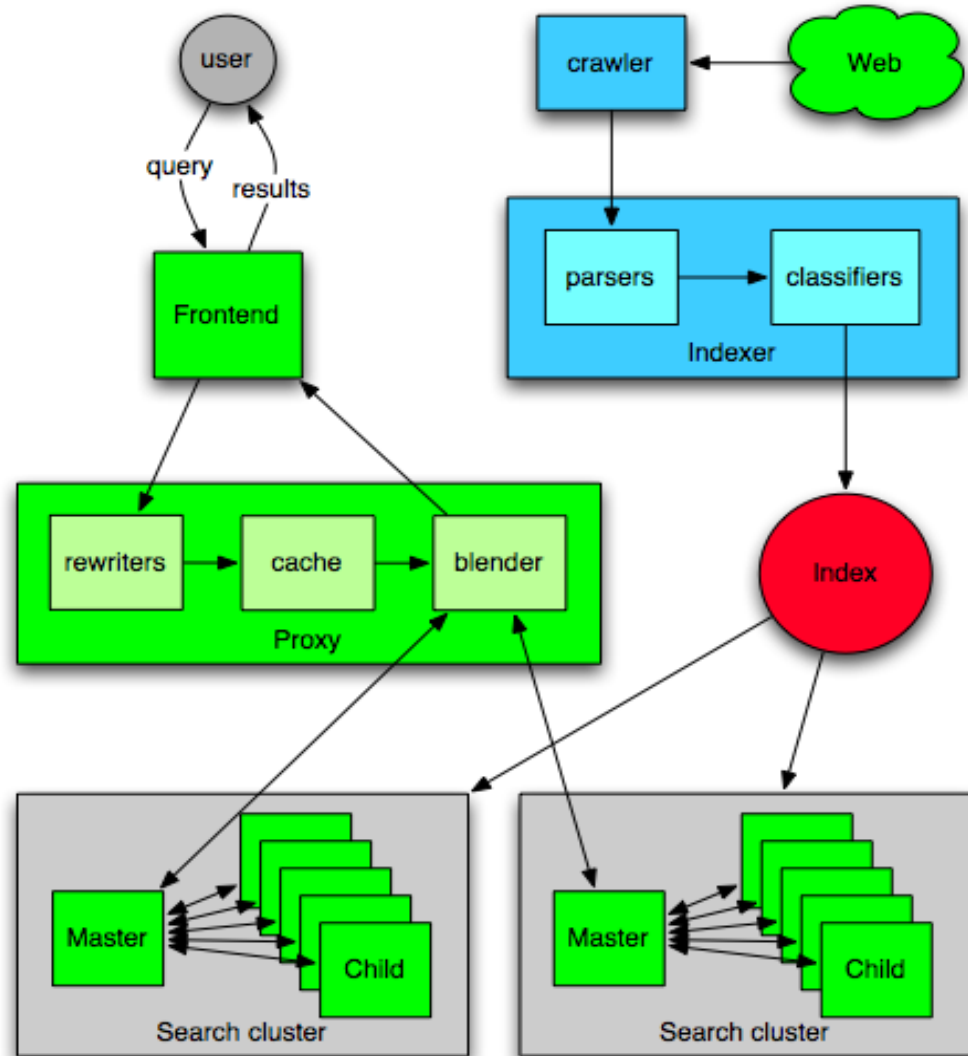 user
crawler
Web
query
results
parsers
classifiers
Frontend
Indexer
rewriters
cache
blender
Index
Proxy
Master
Child
Search cluster
Master
Child
Search cluster